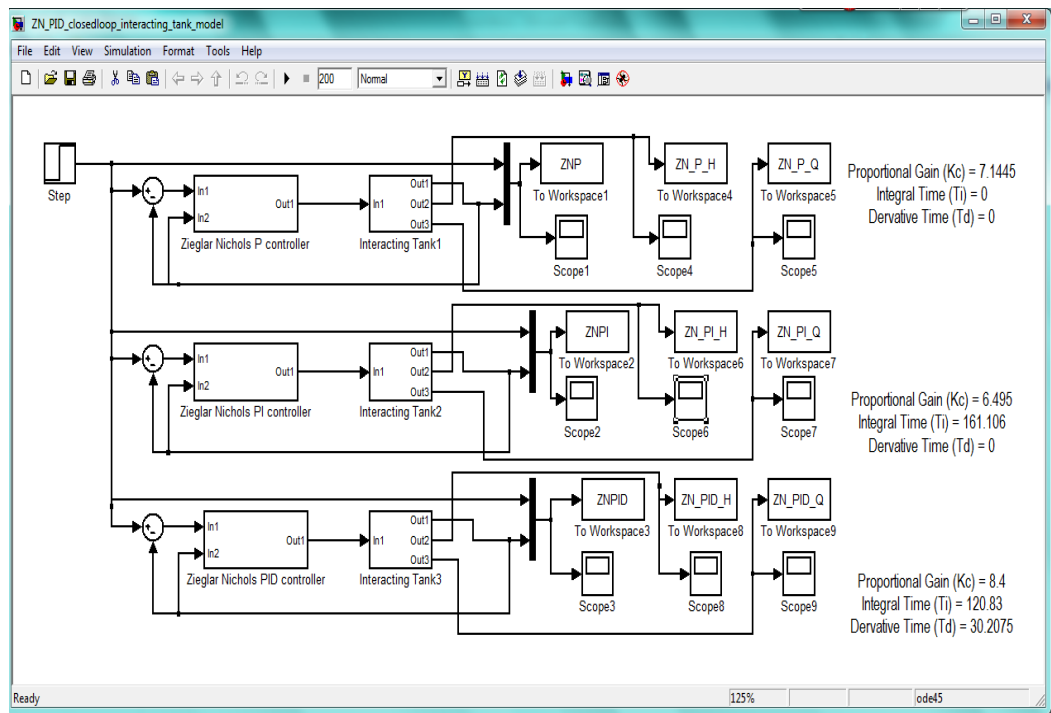 ZN_PID_closedloop_interacting_tank_model
File Edit View Simulation Format Tools Help
200 Normal
Step
In1
In2
Out1
Zieglar Nichols P controller
In1
Out1
Out2
Out3
Interacting Tank1
ZNP
To Workspace1
Scope1
ZN_P_H
To Workspace4
Scope4
ZN_P_Q
To Workspace5
Scope5
Proportional Gain (Kc) = 7.1445
Integral Time (Ti) = 0
Dervative Time (Td) = 0
In1
In2
Out1
Zieglar Nichols PI controller
In1
Out1
Out2
Out3
Interacting Tank2
ZNPI
To Workspace2
Scope2
ZN_PI_H
To Workspace6
Scope6
ZN_PI_Q
To Workspace7
Scope7
Proportional Gain (Kc) = 6.495
Integral Time (Ti) = 161.106
Dervative Time (Td) = 0
In1
In2
Out1
Zieglar Nichols PID controller
In1
Out1
Out2
Out3
Interacting Tank3
ZNPID
To Workspace3
Scope3
ZN_PID_H
To Workspace8
Scope8
ZN_PID_Q
To Workspace9
Scope9
Proportional Gain (Kc) = 8.4
Integral Time (Ti) = 120.83
Dervative Time (Td) = 30.2075
Ready 125% ode45